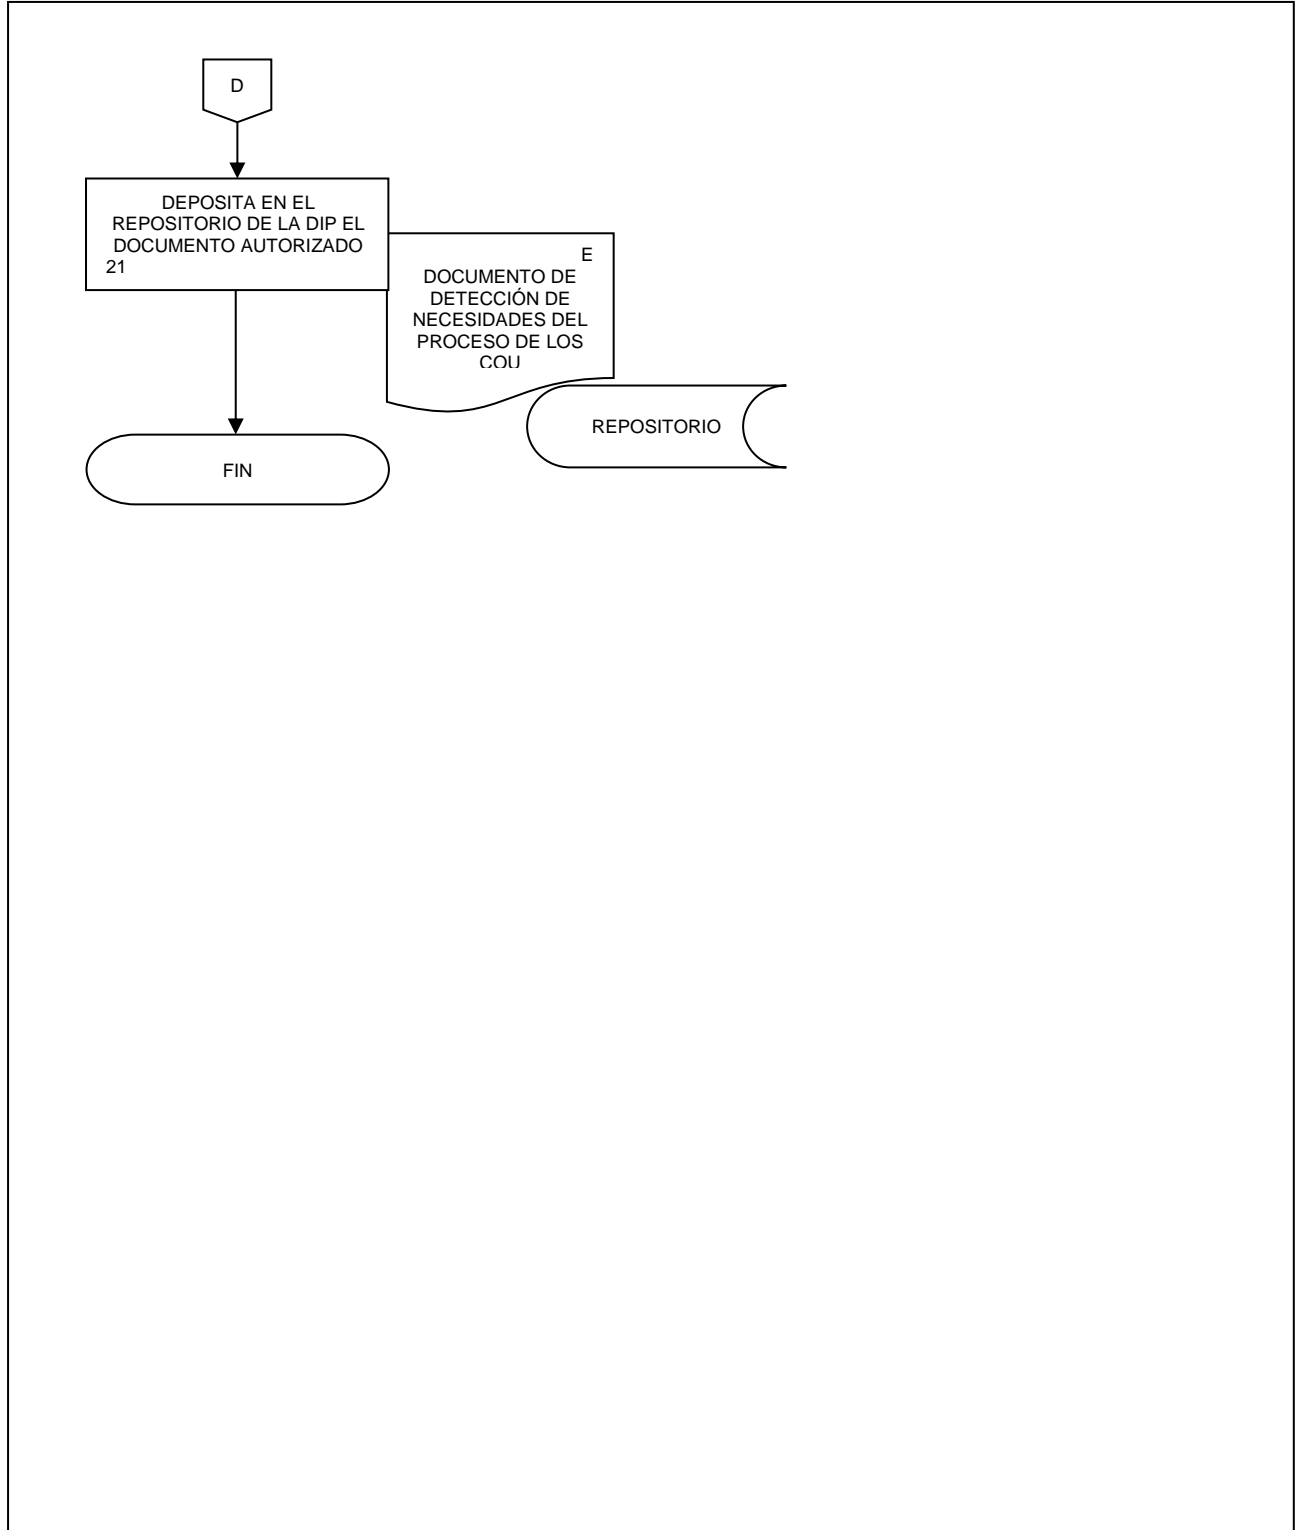 D
DEPOSITA EN EL
REPOSITORIO DE LA DIP EL
DOCUMENTO AUTORIZADO
21
E
DOCUMENTO DE
DETECCIÓN DE
NECESIDADES DEL
PROCESO DE LOS
COU
REPOSITORIO
FIN